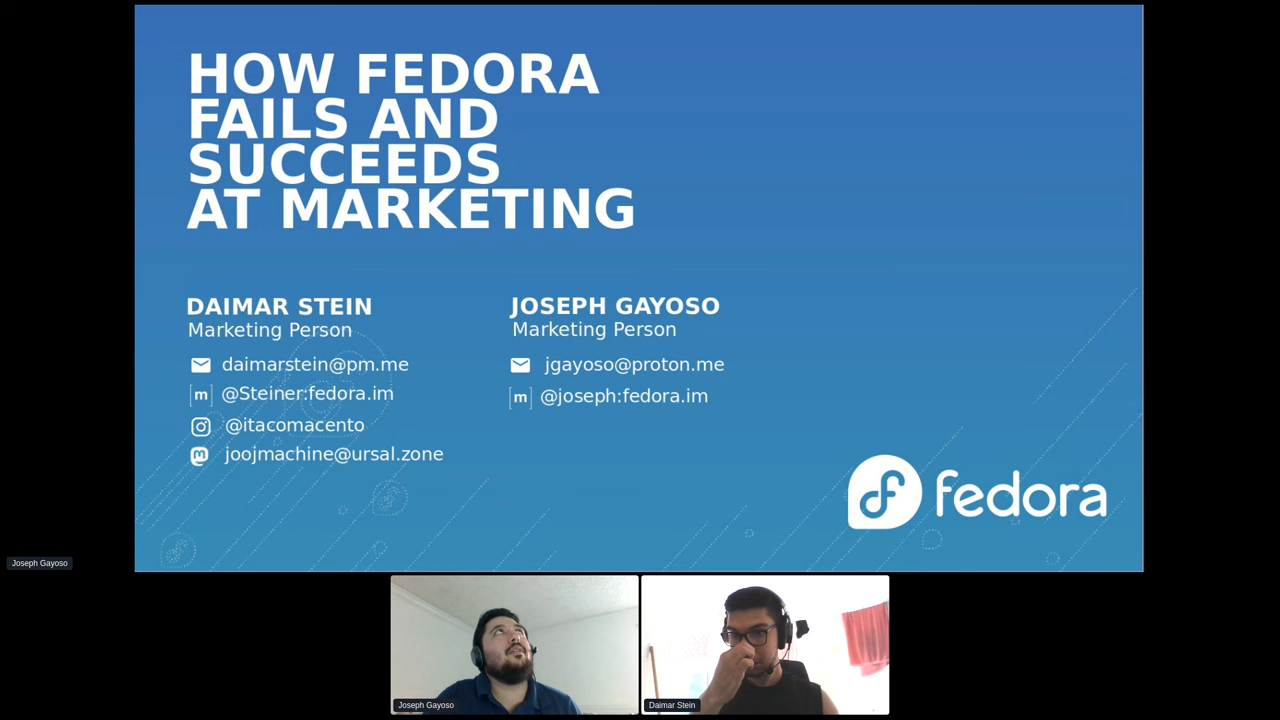 HOW FEDORA
FAILS AND
SUCCEEDS
AT MARKETING
DAIMAR STEIN
Marketing Person
daimarstein@pm.me
[m] @Steiner:fedora.im
@itacomacento
joojmachine@ursal.zone
JOSEPH GAYOSO
Marketing Person
jgayoso@proton.me
[m] @joseph:fedora.im
fedora
Joseph Gayoso
Joseph Gayoso
Daimar Stein